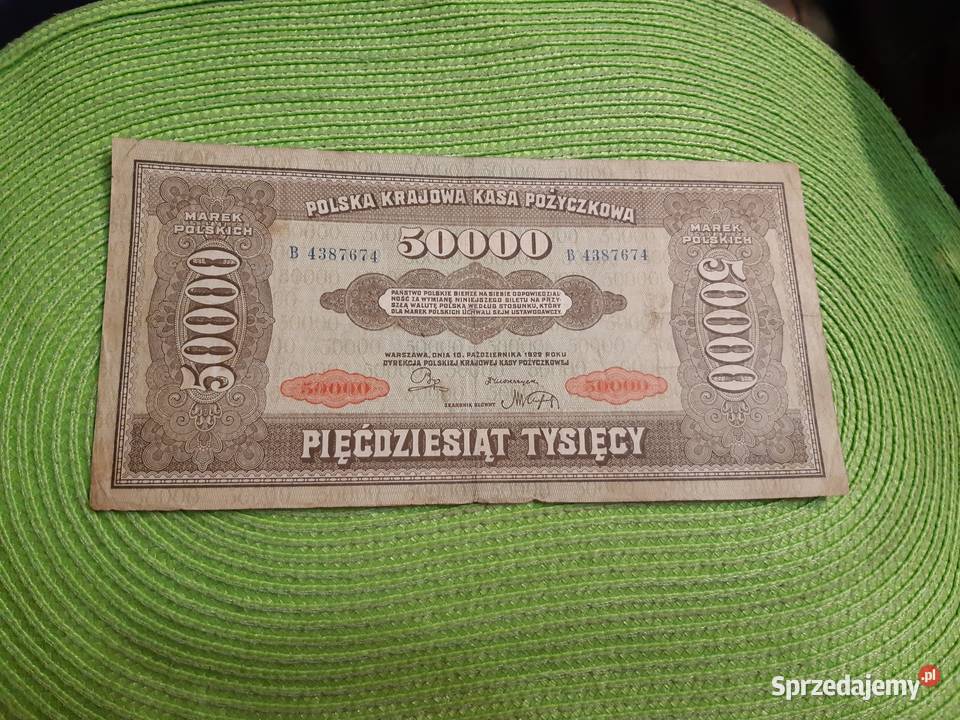 POLSKA KRAJOWA KASA POŻYCZKOWA
MAREK
POLSKICH
50000
MAREK
POLSKICH
B 4387674
B 4387674
50000
50000
PAŃSTWO POLSKIE BIERZE NA SIEBIE ODPOWIEDZIAL
NOŚĆ ZA WYMIANĘ NINIEJSZEGO BILETU NA PRZY
SZŁĄ WALUTĘ POLSKĄ WEDŁUG STOSUNKU, KTÓRY
DLA MAREK POLSKICH UCHWALI SEJM USTAWODAWCZY.
WARSZAWA, DNIA 10. PAŹDZIERNIKA 1922 ROKU
DYREKCJA POLSKIEJ KRAJOWEJ KASY POŻYCZKOWEJ
50000
50000
SKARBNIK GŁÓWNY
PIĘĆDZIESIĄT TYSIĘCY
Sprzedajemy.pl